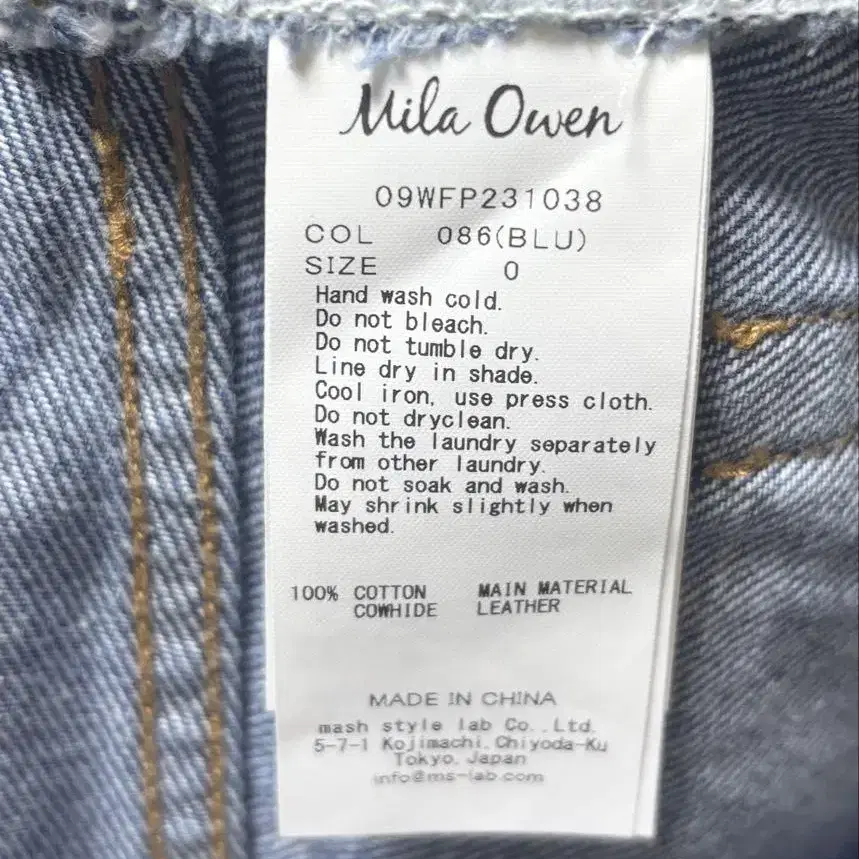 Mila Owen
09WFP231038
COL 086(BLU)
SIZE 0
Hand wash cold.
Do not bleach.
Do not tumble dry.
Line dry in shade.
Cool iron, use press cloth.
Do not dryclean.
Wash the laundry separately
from other laundry.
Do not soak and wash.
May shrink slightly when
washed.
100% COTTON MAIN MATERIAL
COWHIDE LEATHER
MADE IN CHINA
mash style lab Co.,Ltd.
5-7-1 Kojimachi,Chiyoda-Ku
Tokyo,Japan
info@ms-lab.com